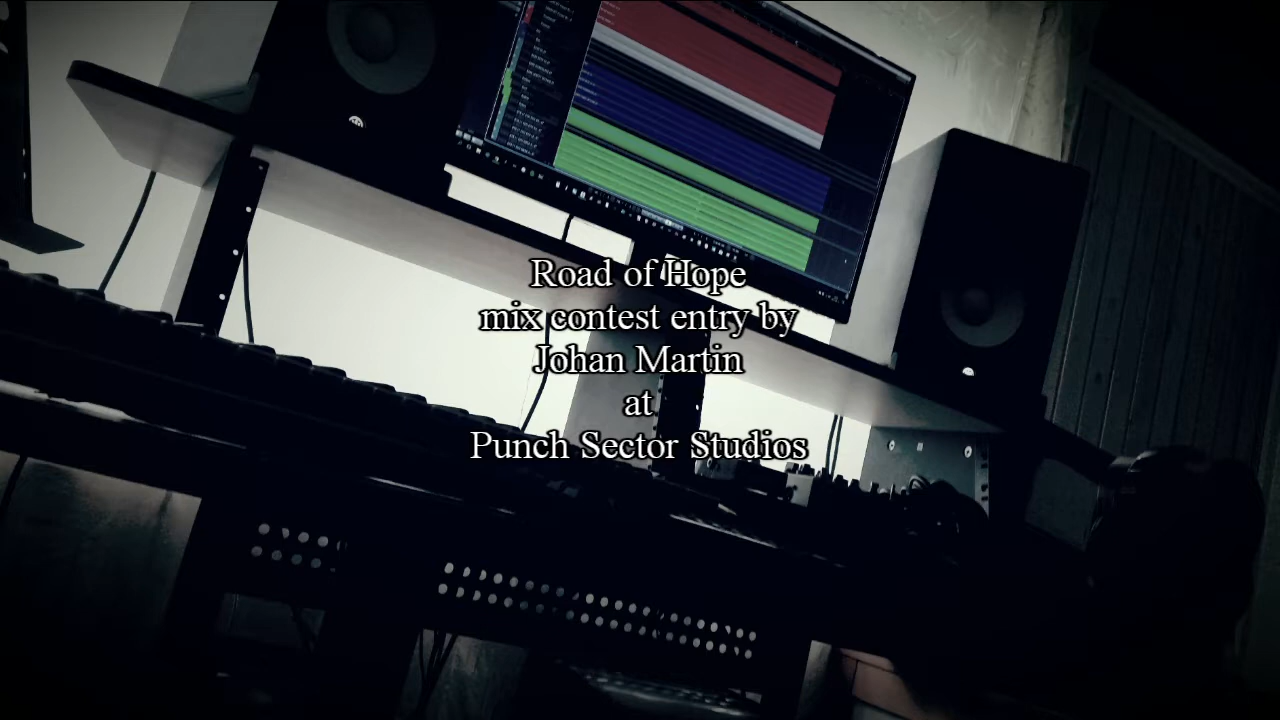 Road of Hope
mix contest entry by
Johan Martin
at
Punch Sector Studios